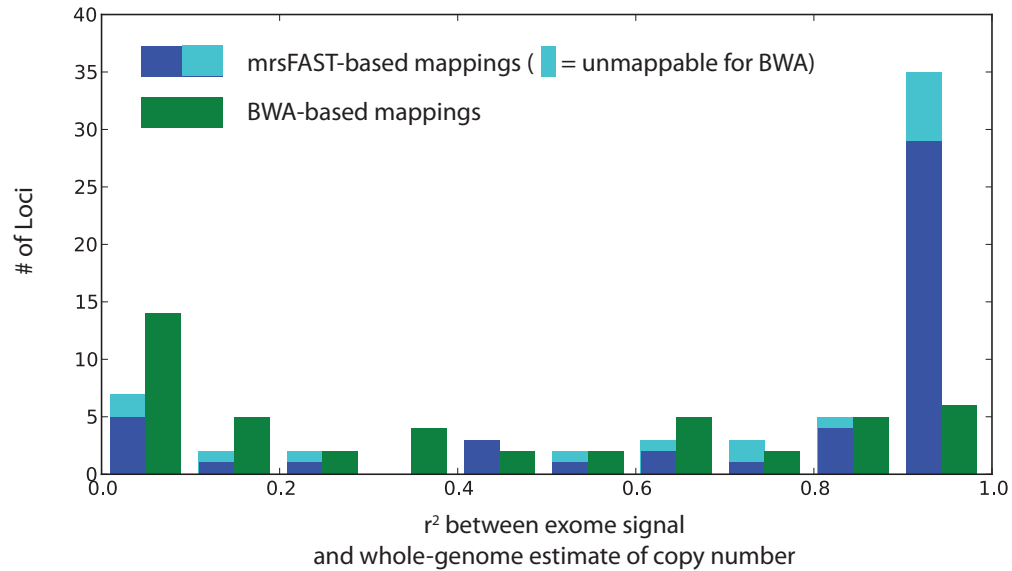 40
35
30
25
20
15
10
5
0
# of Loci
mrsFAST-based mappings ( = unmappable for BWA)
BWA-based mappings
0.0 0.2 0.4 0.6 0.8 1.0
r² between exome signal
and whole-genome estimate of copy number